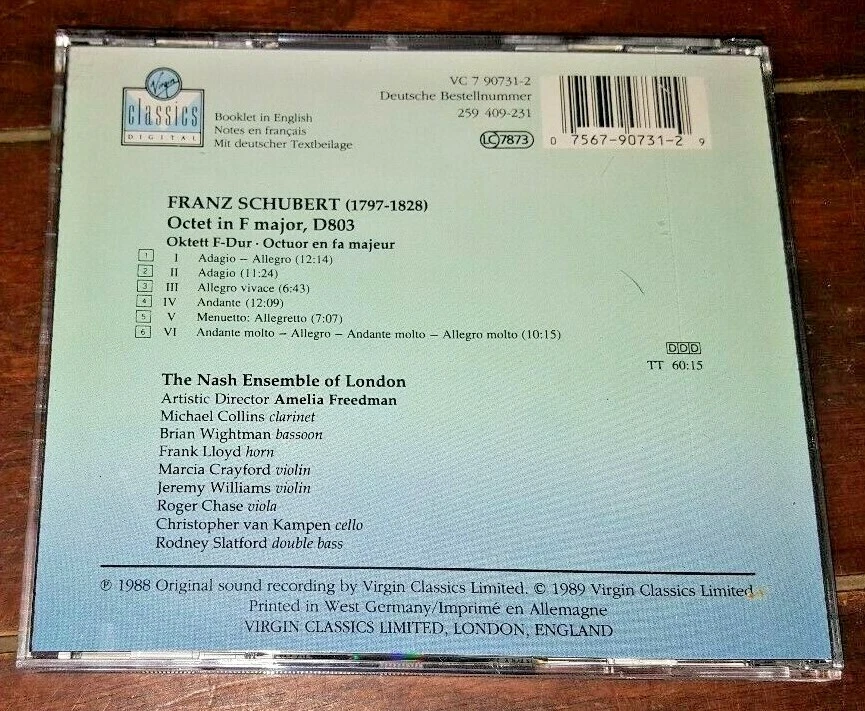 Virgin
classics
DIGITAL
Booklet in English
Notes en français
Mit deutscher Textbeilage
VC 7 90731-2
Deutsche Bestellnummer
259 409-231
LC 7873
0 7567-90731-2 9
FRANZ SCHUBERT (1797-1828)
Octet in F major, D803
Oktett F-Dur · Octuor en fa majeur
1 I Adagio – Allegro (12:14)
2 II Adagio (11:24)
3 III Allegro vivace (6:43)
4 IV Andante (12:09)
5 V Menuetto: Allegretto (7:07)
6 VI Andante molto – Allegro – Andante molto – Allegro molto (10:15)
DDD
TT 60:15
The Nash Ensemble of London
Artistic Director Amelia Freedman
Michael Collins clarinet
Brian Wightman bassoon
Frank Lloyd horn
Marcia Crayford violin
Jeremy Williams violin
Roger Chase viola
Christopher van Kampen cello
Rodney Slatford double bass
℗ 1988 Original sound recording by Virgin Classics Limited. © 1989 Virgin Classics Limited
Printed in West Germany/Imprimé en Allemagne
VIRGIN CLASSICS LIMITED, LONDON, ENGLAND